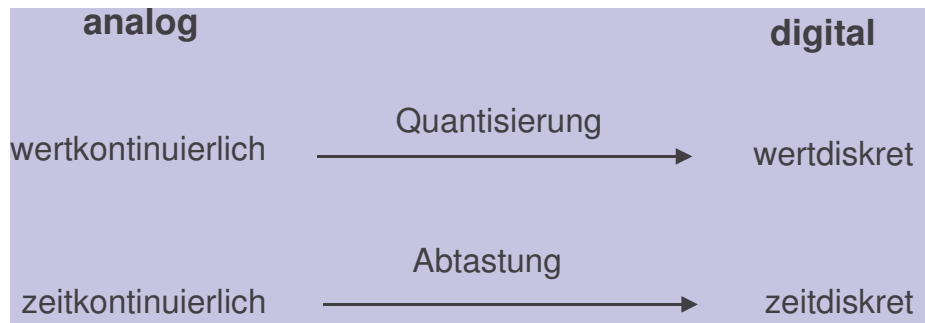 analog
digital
Quantisierung
wertkontinuierlich
wertdiskret
Abtastung
zeitkontinuierlich
zeitdiskret